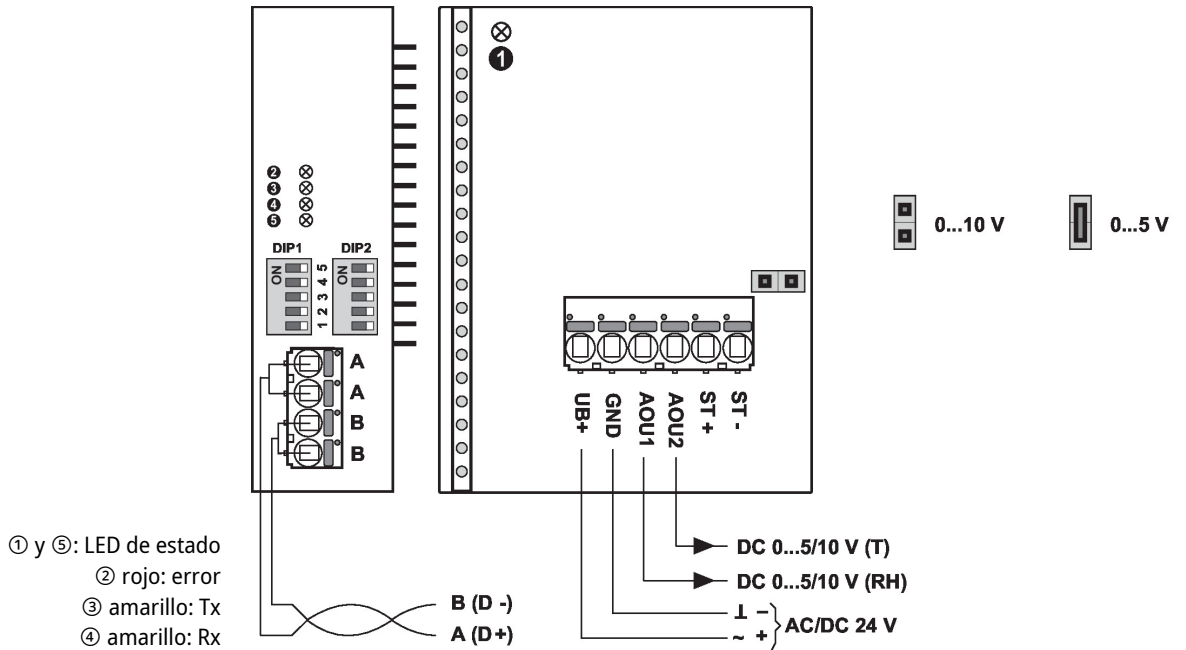 ❶
❷
❸
❹
❺
DIP1 DIP2
ON ON
1 2 3 4 5
A
A
B
B
0...10 V
0...5 V
UB+ GND AOU1 AOU2 ST + ST -
① y ⑤: LED de estado
② rojo: error
③ amarillo: Tx
④ amarillo: Rx
B (D -)
A (D+)
DC 0...5/10 V (T)
DC 0...5/10 V (RH)
⊥ –
~ +
AC/DC 24 V